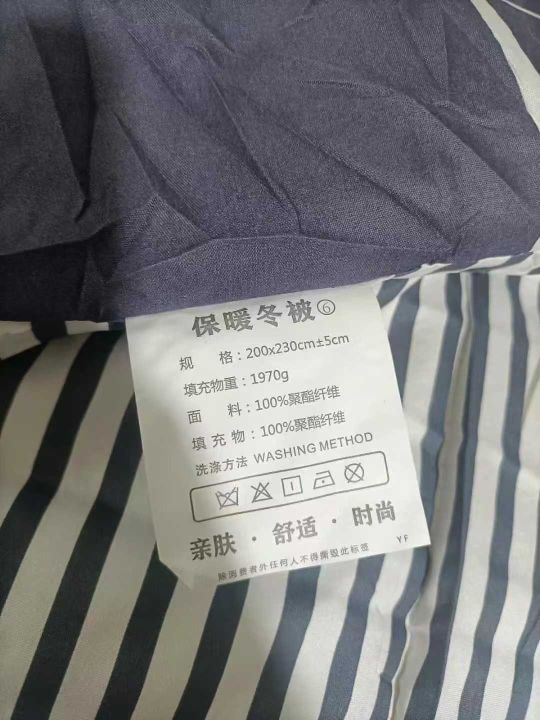 保暖冬被⑥
规 格:200x230cm±5cm
填充物重:1970g
面 料:100%聚酯纤维
填 充 物:100%聚酯纤维
洗涤方法 WASHING METHOD
亲肤·舒适·时尚
YF
除消费者外任何人不得撕毁此标签